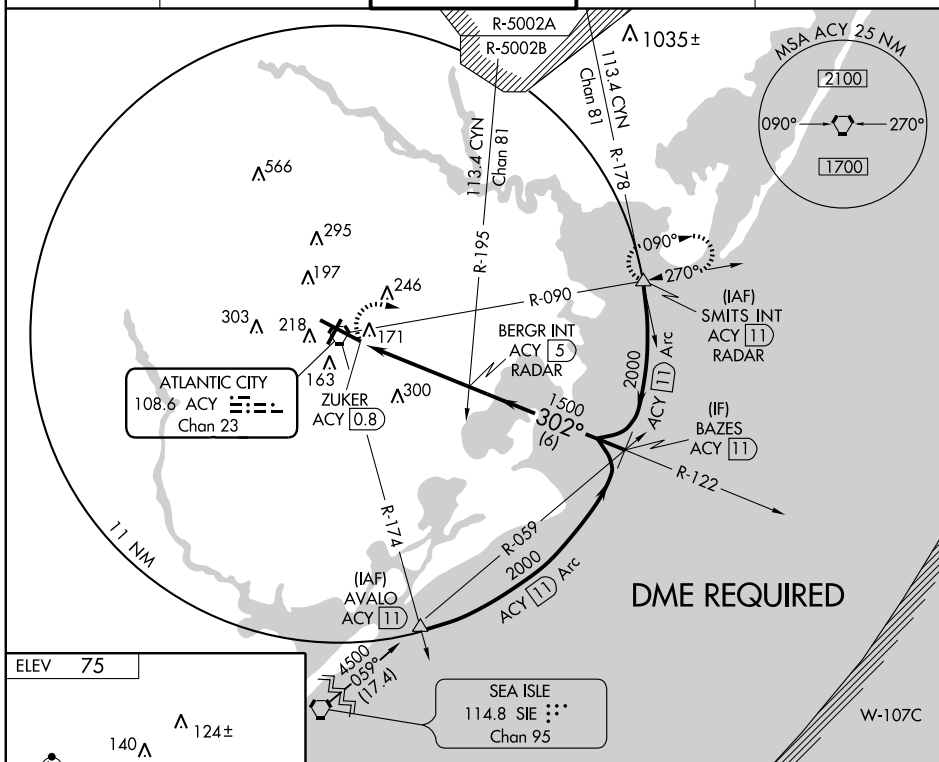 R-5002A
R-5002B
1035±
MSA ACY 25 NM
2100
090°
270°
1700
113.4 CYN
Chan 81
R-178
113.4 CYN
Chan 81
R-195
566
295
197
246
303
218
171
163
300
090°
270°
R-090
(IAF)
SMITS INT
ACY 11
RADAR
BERGR INT
ACY 5
RADAR
ATLANTIC CITY
108.6 ACY
Chan 23
ZUKER
ACY 0.8
1500
302°
(6)
2000
ACY 11 Arc
(IF)
BAZES
ACY 11
R-122
R-174
R-059
2000
ACY 11 Arc
11 NM
(IAF)
AVALO
ACY 11
DME REQUIRED
4500
059°
(17.4)
SEA ISLE
114.8 SIE
Chan 95
W-107C
ELEV 75
124±
140